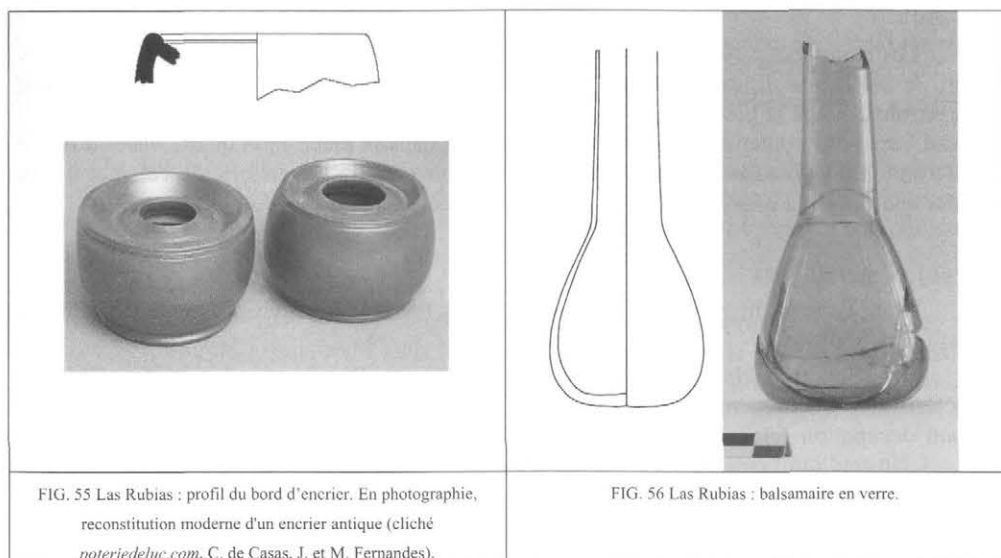 FIG. 55 Las Rubias : profil du bord d'encrier. En photographie,
reconstitution moderne d'un encrier antique (cliché
poteriedeluc.com, C. de Casas, J. et M. Fernandes).
FIG. 56 Las Rubias : balsamaire en verre.